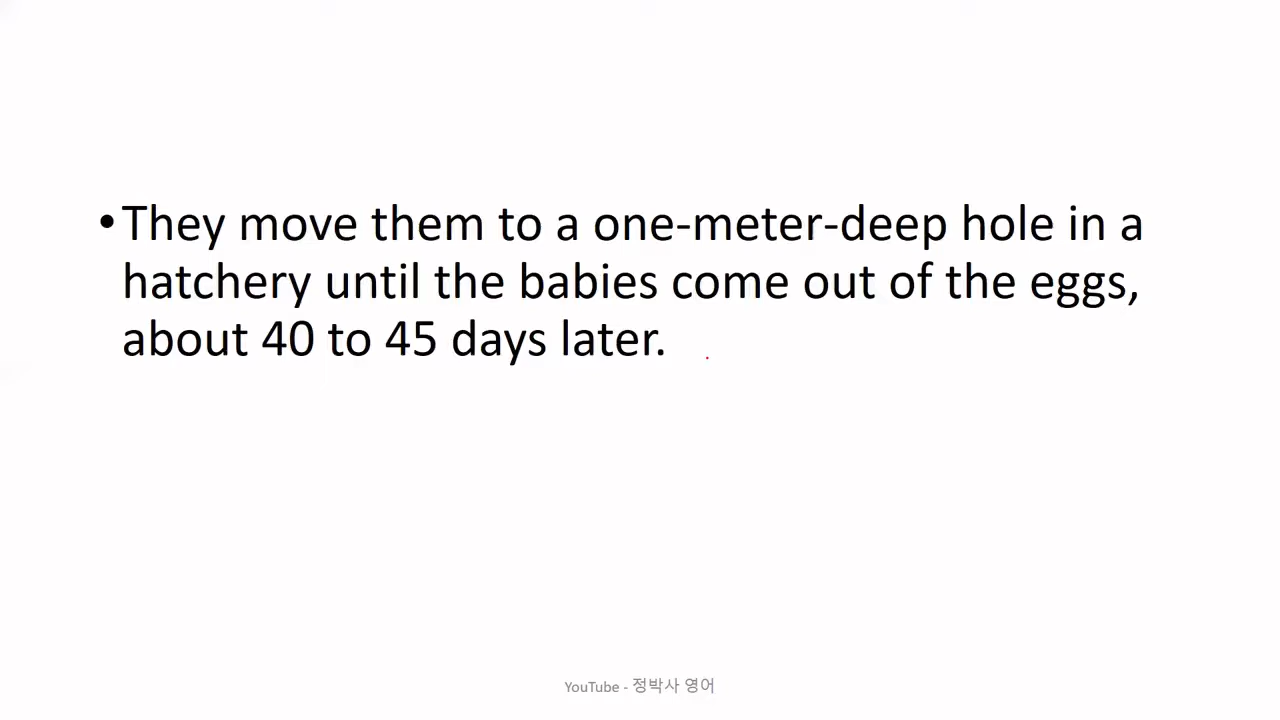 •They move them to a one-meter-deep hole in a
hatchery until the babies come out of the eggs,
about 40 to 45 days later.
YouTube - 정박사 영어